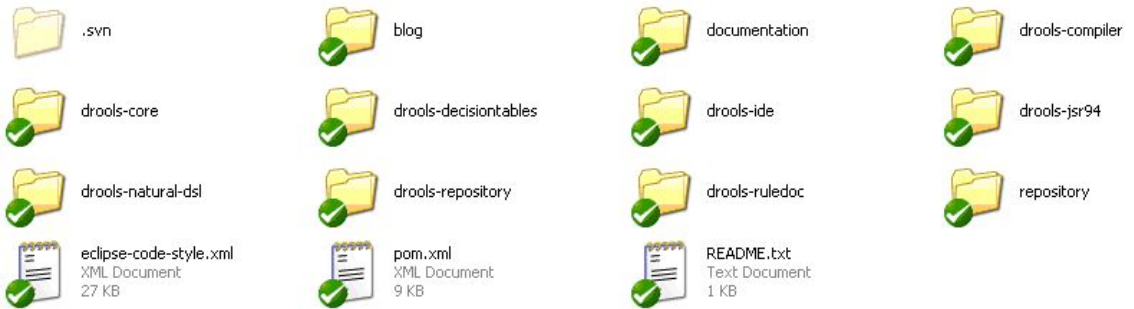 .svn
blog
documentation
drools-compiler
drools-core
drools-decisiontables
drools-ide
drools-jsr94
drools-natural-dsl
drools-repository
drools-ruledoc
repository
eclipse-code-style.xml
XML Document
27 KB
pom.xml
XML Document
9 KB
README.txt
Text Document
1 KB